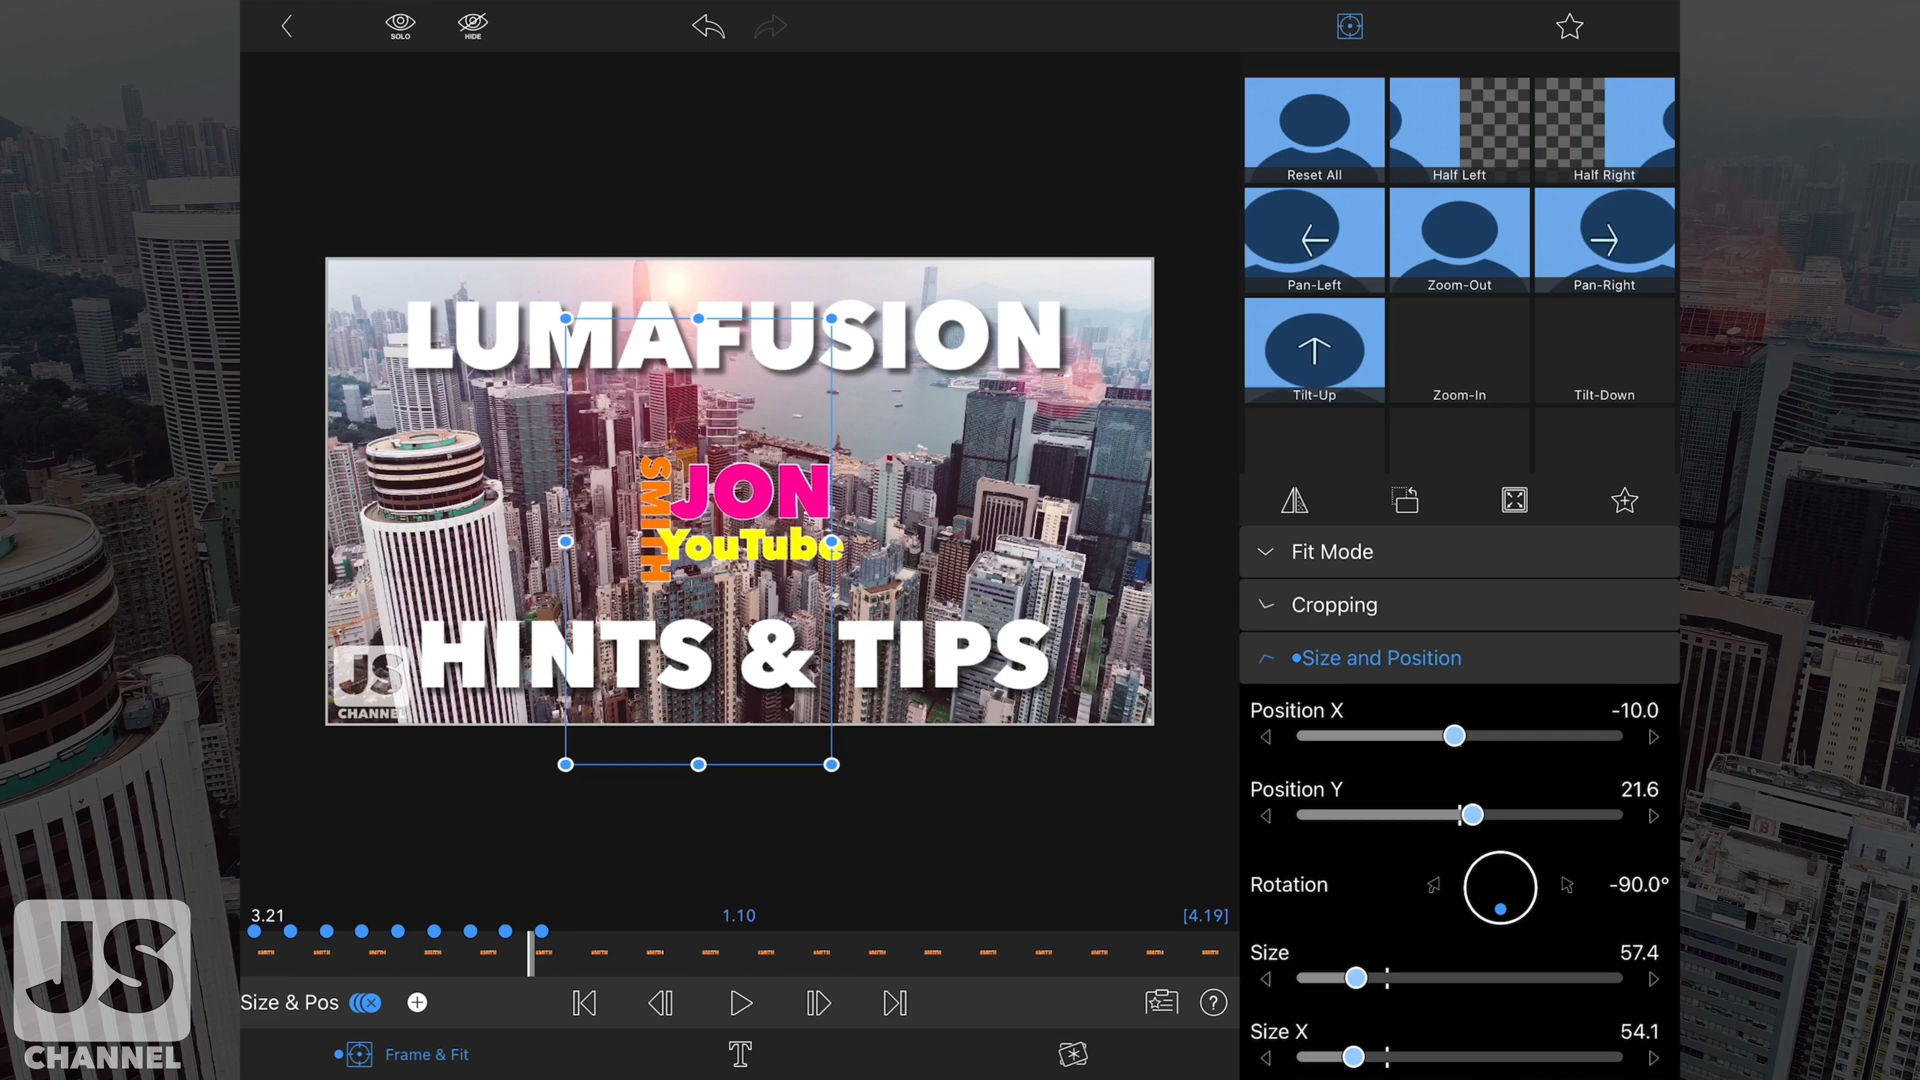 SOLO
HIDE
Reset All
Half Left
Half Right
Pan-Left
Zoom-Out
Pan-Right
Tilt-Up
Zoom-In
Tilt-Down
LUMAFUSION
SMITH
JON
YouTube
HINTS & TIPS
JS
CHANNEL
Fit Mode
Cropping
Size and Position
Position X
-10.0
Position Y
21.6
Rotation
-90.0°
Size
57.4
Size X
54.1
3.21
1.10
[4.19]
Size & Pos
Frame & Fit
T
?
JS
CHANNEL